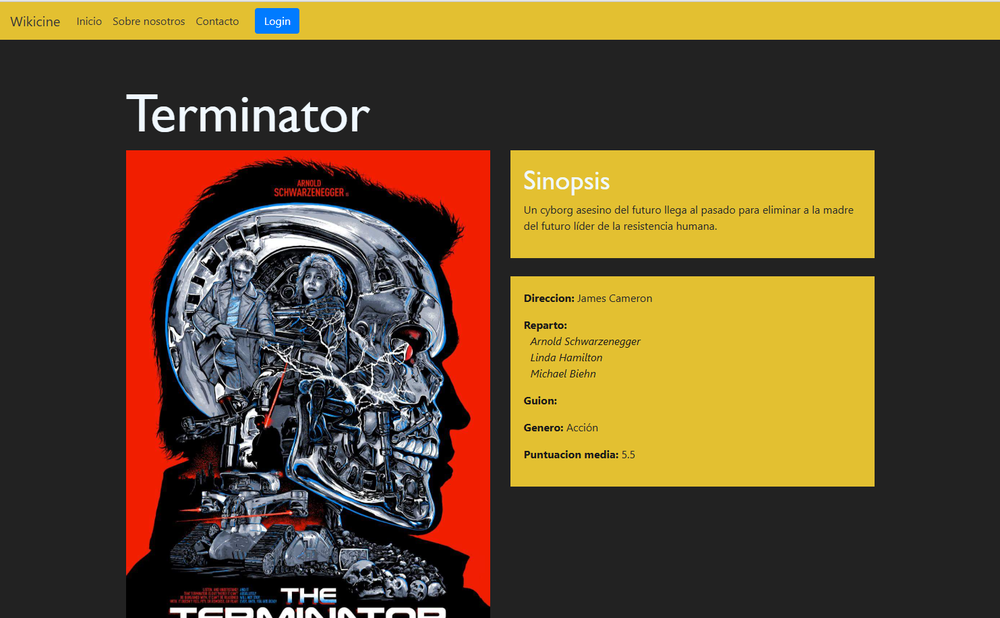 Wikicine Inicio Sobre nosotros Contacto Login
Terminator
ARNOLD
SCHWARZENEGGER
THE
TERMINATOR
Sinopsis
Un cyborg asesino del futuro llega al pasado para eliminar a la madre
del futuro líder de la resistencia humana.
Direccion: James Cameron
Reparto:
Arnold Schwarzenegger
Linda Hamilton
Michael Biehn
Guion:
Genero: Acción
Puntuacion media: 5.5